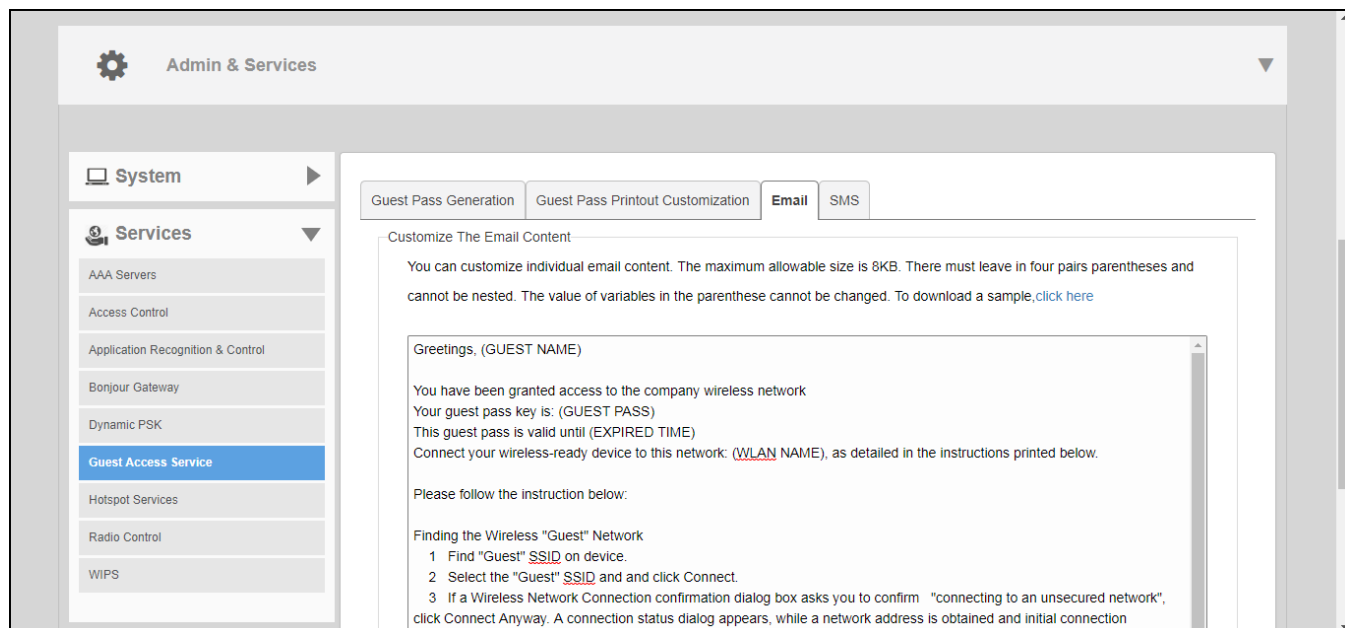 Admin & Services
System
Services
AAA Servers
Access Control
Application Recognition & Control
Bonjour Gateway
Dynamic PSK
Guest Access Service
Hotspot Services
Radio Control
WIPS
Guest Pass Generation
Guest Pass Printout Customization
Email
SMS
Customize The Email Content
You can customize individual email content. The maximum allowable size is 8KB. There must leave in four pairs parentheses and
cannot be nested. The value of variables in the parenthese cannot be changed. To download a sample,click here
Greetings, (GUEST NAME)
You have been granted access to the company wireless network
Your guest pass key is: (GUEST PASS)
This guest pass is valid until (EXPIRED TIME)
Connect your wireless-ready device to this network: (WLAN NAME), as detailed in the instructions printed below.
Please follow the instruction below:
Finding the Wireless "Guest" Network
1 Find "Guest" SSID on device.
2 Select the "Guest" SSID and and click Connect.
3 If a Wireless Network Connection confirmation dialog box asks you to confirm "connecting to an unsecured network",
click Connect Anyway. A connection status dialog appears, while a network address is obtained and initial connection